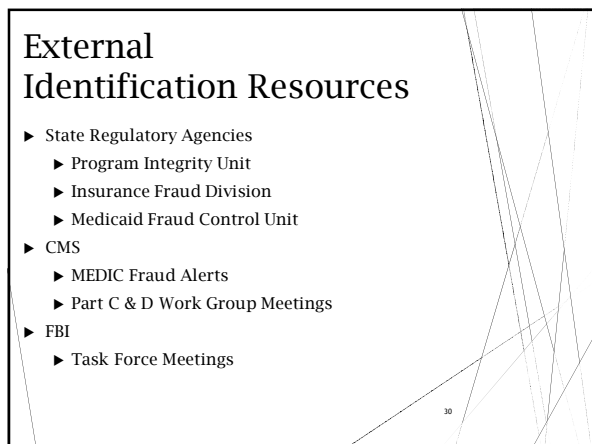 External
Identification Resources
▶ State Regulatory Agencies
▶ Program Integrity Unit
▶ Insurance Fraud Division
▶ Medicaid Fraud Control Unit
▶ CMS
▶ MEDIC Fraud Alerts
▶ Part C & D Work Group Meetings
▶ FBI
▶ Task Force Meetings
30